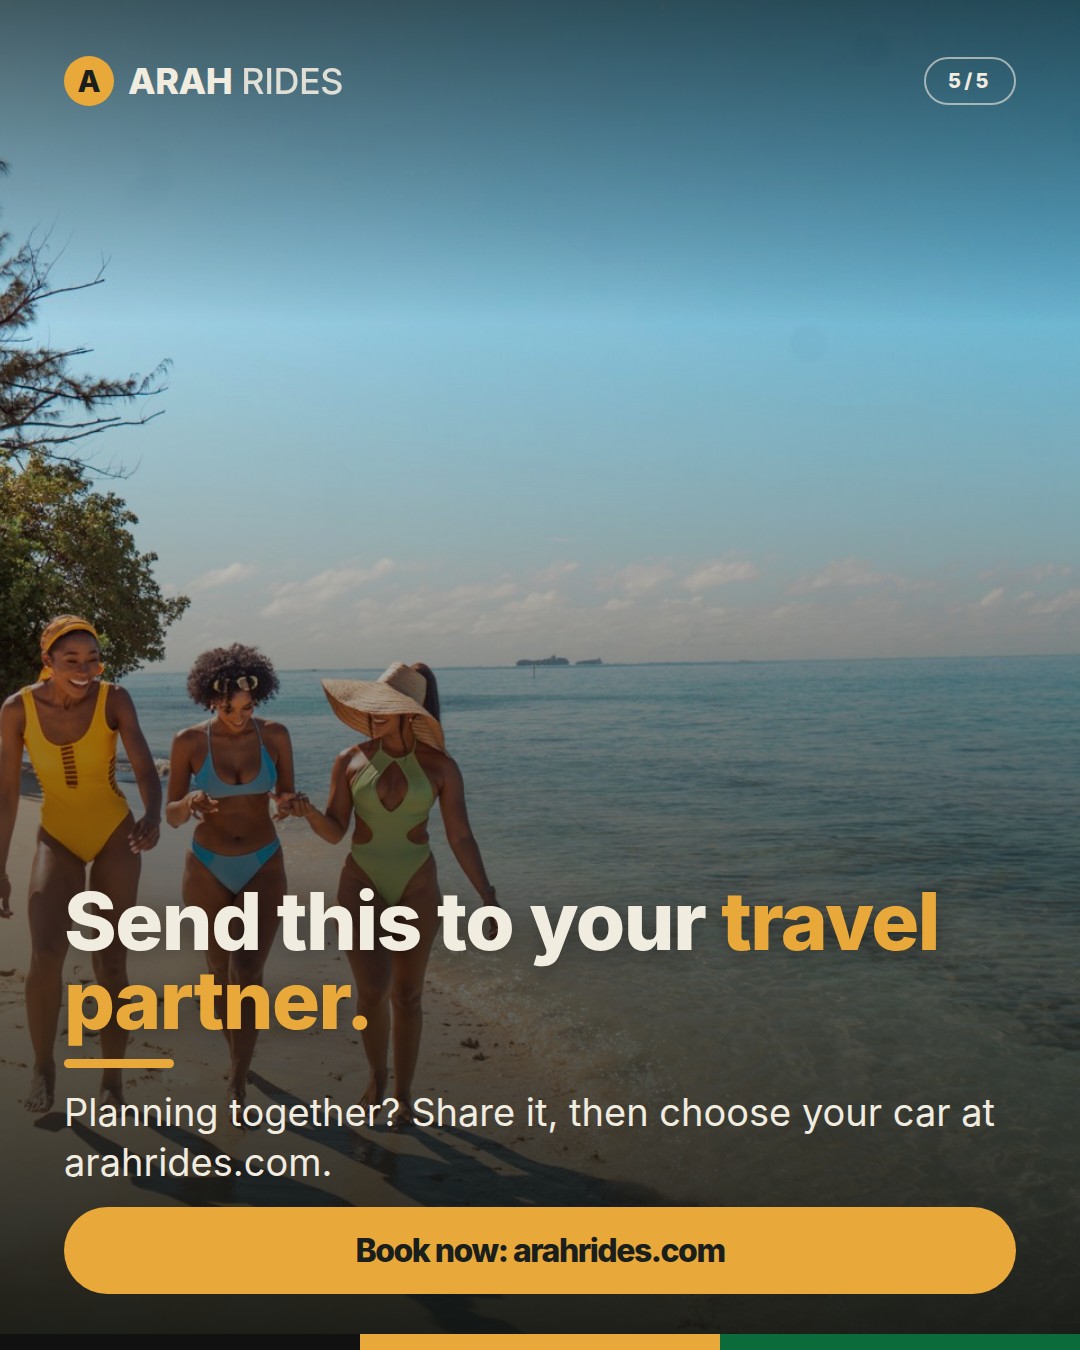 A ARAH RIDES
5/5
Send this to your travel
partner.
Planning together? Share it, then choose your car at
arahrides.com.
Book now: arahrides.com